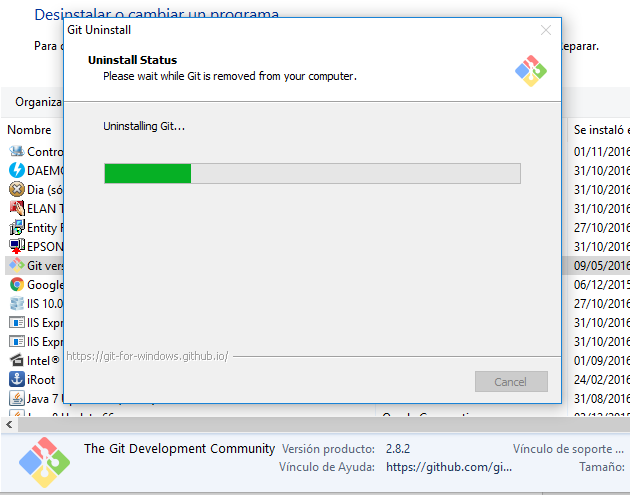 Desinstalar o cambiar un programa
Git Uninstall
Para
eparar.
Uninstall Status
Please wait while Git is removed from your computer.
Organiza
Uninstalling Git...
Nombre
Se instaló e
Contro
01/11/2016
DAEMO
31/10/2016
Dia (só
31/10/2016
ELAN T
31/10/2016
Entity F
27/10/2016
EPSON
31/10/2016
Git vers
09/05/2016
Google
06/12/2015
IIS 10.0
27/10/2016
IIS Expr
31/10/2016
IIS Expr
31/10/2016
https://git-for-windows.github.io/
Intel®
01/09/2016
iRoot
24/02/2016
Cancel
Java 7
31/08/2016
The Git Development Community
Versión producto: 2.8.2
Vínculo de soporte ...
Vínculo de Ayuda: https://github.com/gi...
Tamaño: